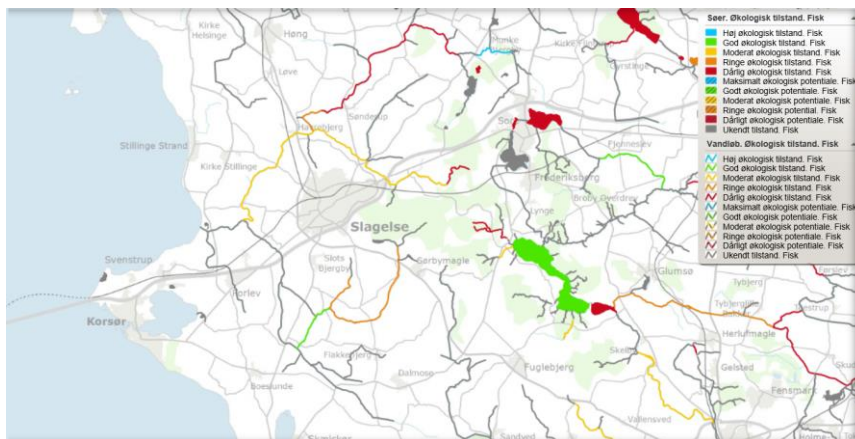 Kirke Helsinge
Høng
Løve
Munke
Sønderup
Havrebjerg
Stillinge Strand
Kirke Stillinge
Fjenneslev
Frederiksberg
Broby Overdrev
Lynge
Slagelse
Slots Bjergby
Gerbymagle
Svenstrup
Forlev
Korsør
Glumsø
Tybjerg
Herlufmagle
Flakkebjerg
Dalmose
Fuglebjerg
Boeslunde
Gelsted
Fensmark
Vallensved
Sandved
Holme
Søer. Økologisk tilstand. Fisk
Høj økologisk tilstand. Fisk
God økologisk tilstand. Fisk
Moderat økologisk tilstand. Fisk
Ringe økologisk tilstand. Fisk
Dårlig økologisk tilstand. Fisk
Maksimalt økologisk potentiale. Fisk
Godt økologisk potentiale. Fisk
Moderat økologisk potentiale. Fisk
Ringe økologisk potentiale. Fisk
Dårligt økologisk potentiale. Fisk
Ukendt tilstand. Fisk
Vandløb. Økologisk tilstand. Fisk
Høj økologisk tilstand. Fisk
God økologisk tilstand. Fisk
Moderat økologisk tilstand. Fisk
Ringe økologisk tilstand. Fisk
Dårlig økologisk tilstand. Fisk
Maksimalt økologisk potentiale. Fisk
Godt økologisk potentiale. Fisk
Moderat økologisk potentiale. Fisk
Ringe økologisk potentiale. Fisk
Dårligt økologisk potentiale. Fisk
Ukendt tilstand. Fisk